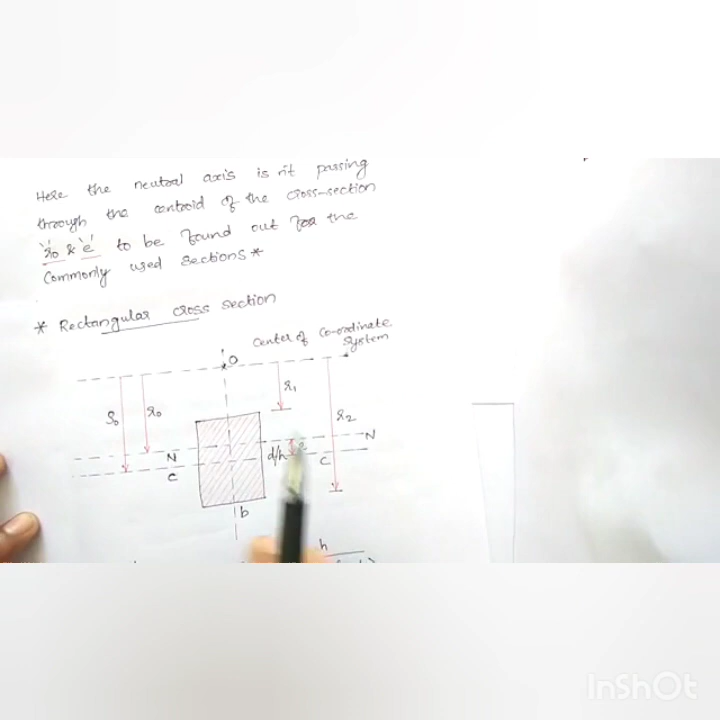 Here the neutral axis is n't passing
through the centroid of the cross-section
'r₀' & 'e' to be found out for the
Commonly used sections *
* Rectangular cross section
Center of Co-ordinate
System
O
r₁
S₀
r₀
r₂
N
N
d/h
e
C
C
b
h
InShOt